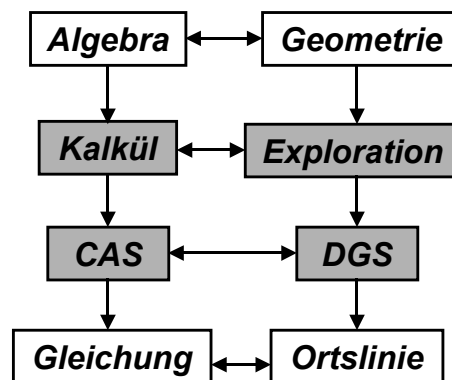 Algebra
Geometrie
Kalkül
Exploration
CAS
DGS
Gleichung
Ortslinie